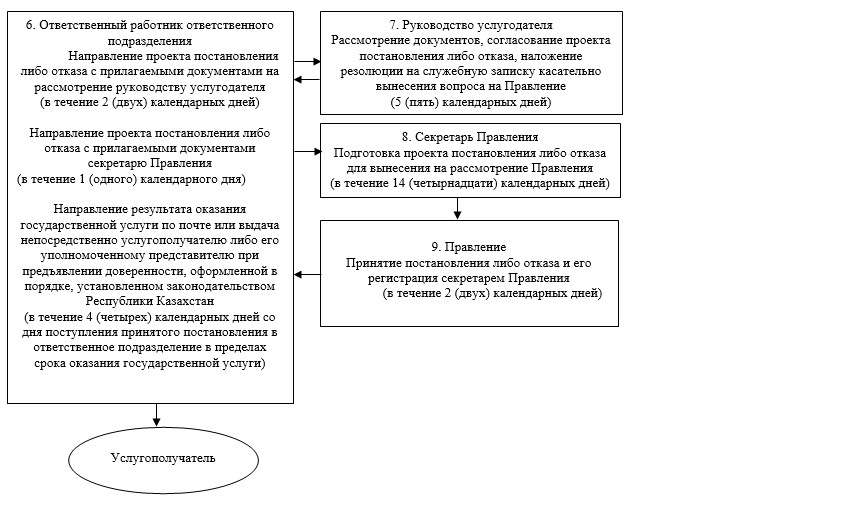 6. Ответственный работник ответственного
подразделения
Направление проекта постановления
либо отказа с прилагаемыми документами на
рассмотрение руководству услугодателя
(в течение 2 (двух) календарных дней)
Направление проекта постановления либо
отказа с прилагаемыми документами
секретарю Правления
(в течение 1 (одного) календарного дня)
Направление результата оказания
государственной услуги по почте или выдача
непосредственно услугополучателю либо его
уполномоченному представителю при
предъявлении доверенности, оформленной в
порядке, установленном законодательством
Республики Казахстан
(в течение 4 (четырех) календарных дней со
дня поступления принятого постановления в
ответственное подразделение в пределах
срока оказания государственной услуги)
7. Руководство услугодателя
Рассмотрение документов, согласование проекта
постановления либо отказа, наложение
резолюции на служебную записку касательно
вынесения вопроса на Правление
(5 (пять) календарных дней)
8. Секретарь Правления
Подготовка проекта постановления либо отказа
для вынесения на рассмотрение Правления
(в течение 14 (четырнадцати) календарных дней)
9. Правление
Принятие постановления либо отказа и его
регистрация секретарем Правления
(в течение 2 (двух) календарных дней)
Услугополучатель